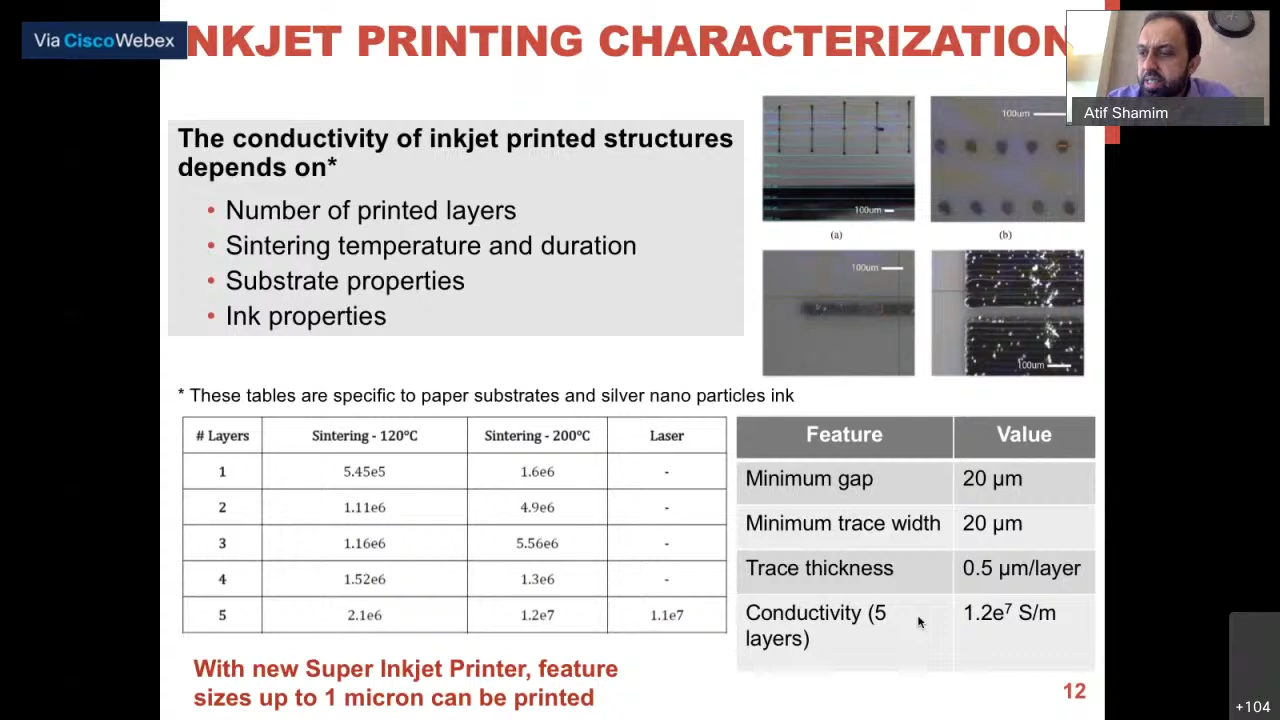 Via CiscoWebex
NKJET PRINTING CHARACTERIZATION
Atif Shamim
The conductivity of inkjet printed structures
depends on*
• Number of printed layers
• Sintering temperature and duration
• Substrate properties
• Ink properties
100um
100um
(a)
(b)
100um
100um
* These tables are specific to paper substrates and silver nano particles ink
# Layers Sintering - 120°C Sintering - 200°C Laser
1 5.45e5 1.6e6 -
2 1.11e6 4.9e6 -
3 1.16e6 5.56e6 -
4 1.52e6 1.3e6 -
5 2.1e6 1.2e7 1.1e7
Feature Value
Minimum gap 20 µm
Minimum trace width 20 µm
Trace thickness 0.5 µm/layer
Conductivity (5 1.2e⁷ S/m
layers)
With new Super Inkjet Printer, feature
sizes up to 1 micron can be printed
12
+104